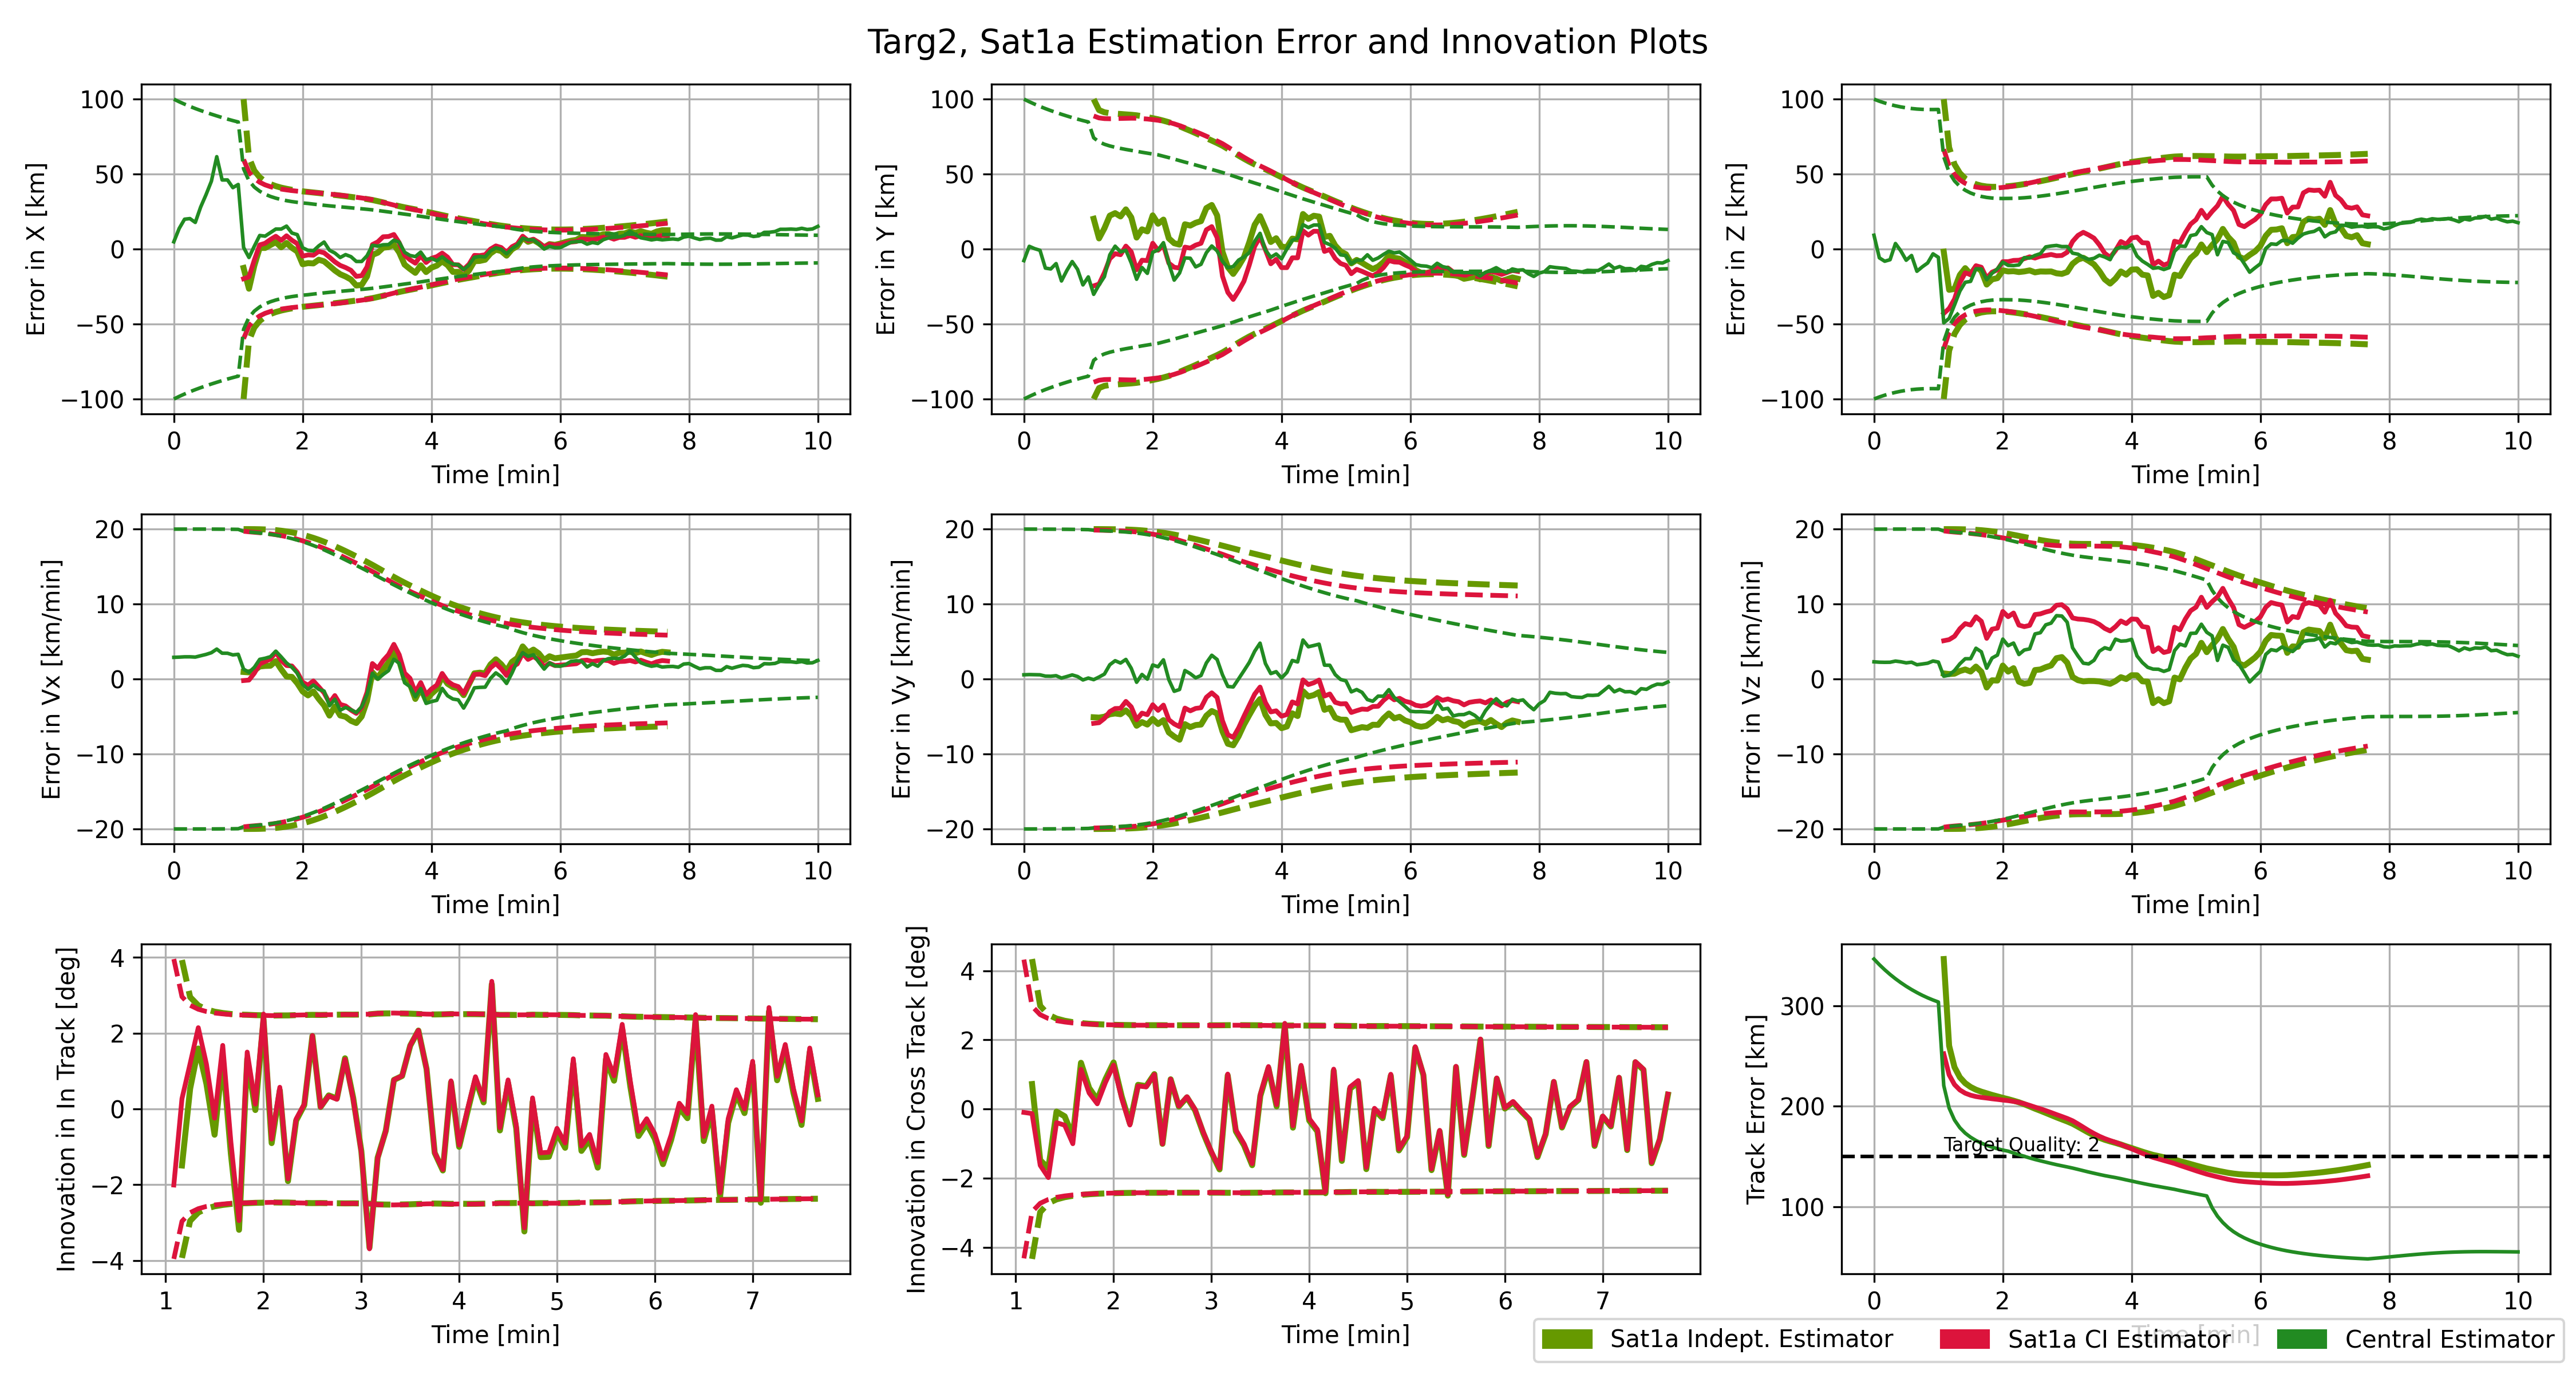 Targ2, Sat1a Estimation Error and Innovation Plots
Error in X [km]
100
50
0
−50
−100
0 2 4 6 8 10
Time [min]
Error in Y [km]
100
50
0
−50
−100
0 2 4 6 8 10
Time [min]
Error in Z [km]
100
50
0
−50
−100
0 2 4 6 8 10
Time [min]
Error in Vx [km/min]
20
10
0
−10
−20
0 2 4 6 8 10
Time [min]
Error in Vy [km/min]
20
10
0
−10
−20
0 2 4 6 8 10
Time [min]
Error in Vz [km/min]
20
10
0
−10
−20
0 2 4 6 8 10
Time [min]
Innovation in In Track [deg]
4
2
0
−2
−4
1 2 3 4 5 6 7
Time [min]
Innovation in Cross Track [deg]
4
2
0
−2
−4
1 2 3 4 5 6 7
Time [min]
Track Error [km]
300
200
100
Target Quality: 2
0 2 4 6 8 10
Time [min]
Sat1a Indept. Estimator
Sat1a CI Estimator
Central Estimator